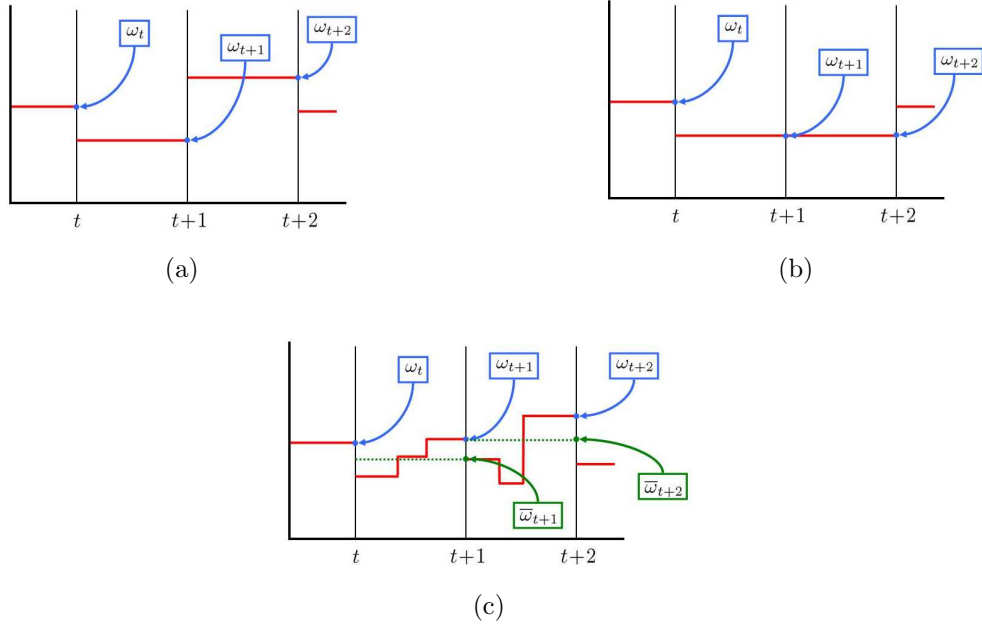 ω_t
ω_{t+1}
ω_{t+2}
t
t+1
t+2
(a)
ω_t
ω_{t+1}
ω_{t+2}
t
t+1
t+2
(b)
ω_t
ω_{t+1}
ω_{t+2}
ω̅_{t+2}
ω̅_{t+1}
t
t+1
t+2
(c)